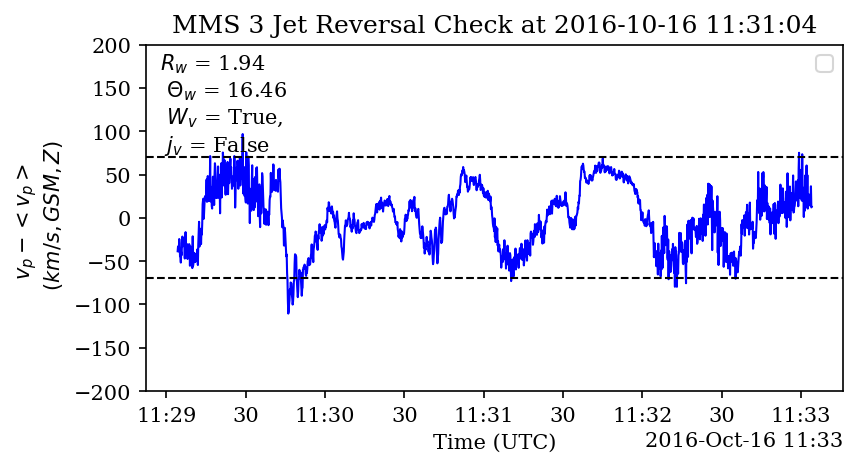 MMS 3 Jet Reversal Check at 2016-10-16 11:31:04
R_w = 1.94
Θ_w = 16.46
W_v = True,
j_v = False
v_p - < v_p >
(km/s, GSM, Z)
200
150
100
50
0
−50
−100
−150
−200
11:29 30 11:30 30 11:31 30 11:32 30 11:33
Time (UTC)
2016-Oct-16 11:33